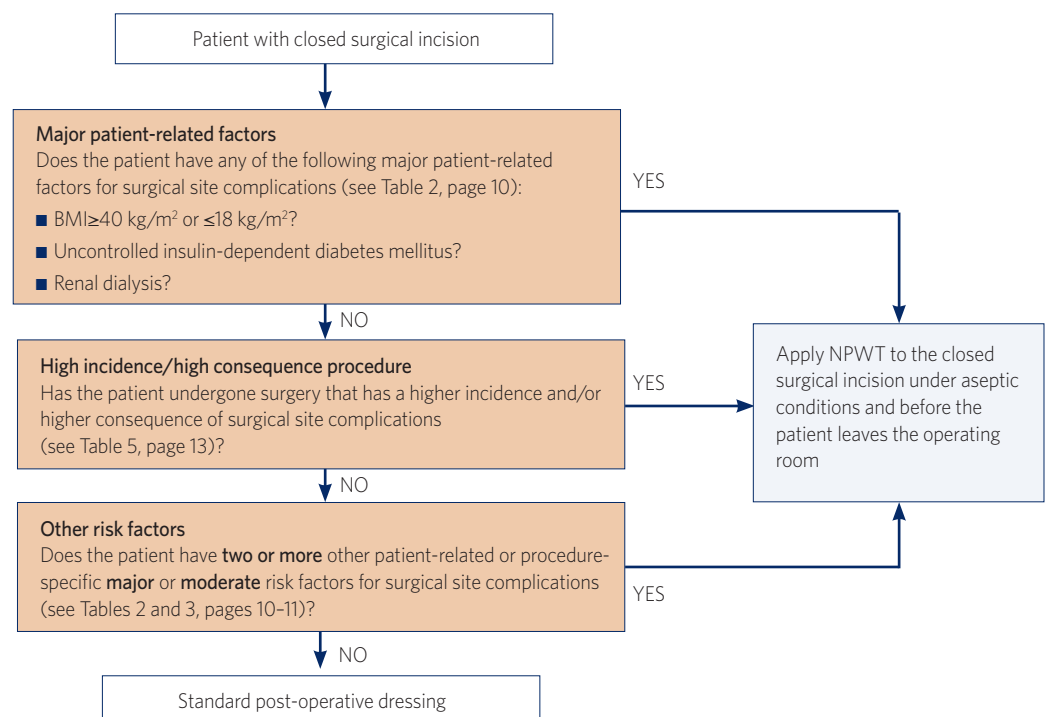 Patient with closed surgical incision
Major patient-related factors
Does the patient have any of the following major patient-related
factors for surgical site complications (see Table 2, page 10):
■ BMI≥40 kg/m² or ≤18 kg/m²?
■ Uncontrolled insulin-dependent diabetes mellitus?
■ Renal dialysis?
YES
NO
High incidence/high consequence procedure
Has the patient undergone surgery that has a higher incidence and/or
higher consequence of surgical site complications
(see Table 5, page 13)?
YES
Apply NPWT to the closed
surgical incision under aseptic
conditions and before the
patient leaves the operating
room
NO
Other risk factors
Does the patient have two or more other patient-related or procedure-
specific major or moderate risk factors for surgical site complications
(see Tables 2 and 3, pages 10–11)?
YES
NO
Standard post-operative dressing